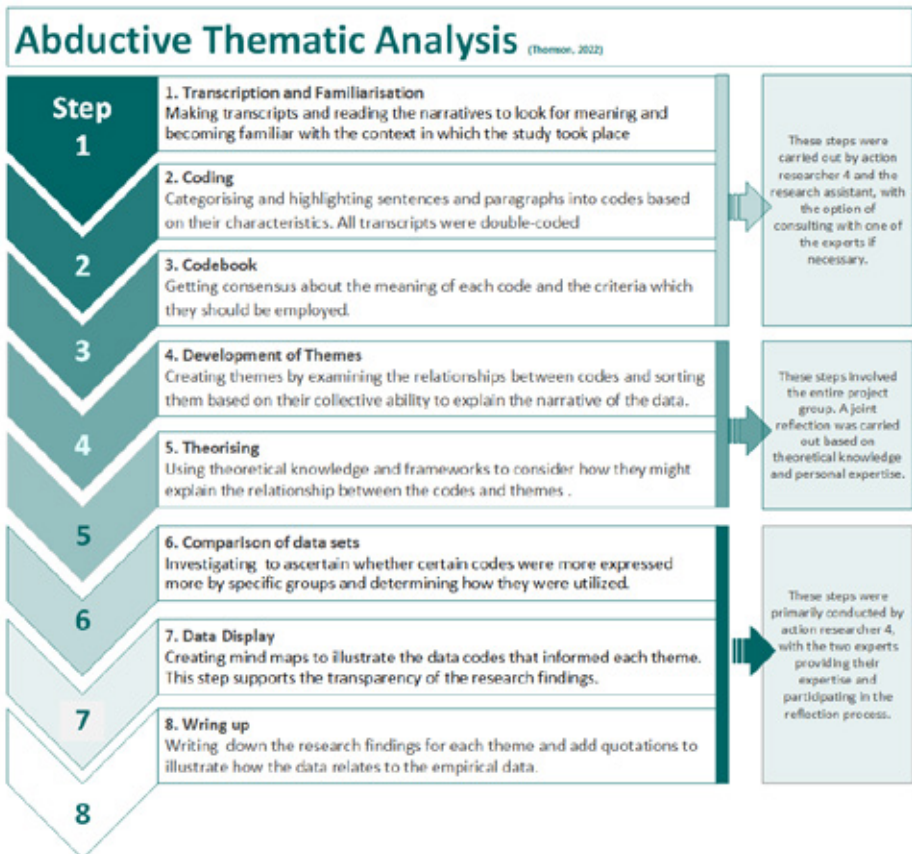 Abductive Thematic Analysis (Thomson, 2022)
Step
1
2
3
4
5
6
7
8
1. Transcription and Familiarisation
Making transcripts and reading the narratives to look for meaning and
becoming familiar with the context in which the study took place
2. Coding
Categorising and highlighting sentences and paragraphs into codes based
on their characteristics. All transcripts were double-coded
3. Codebook
Getting consensus about the meaning of each code and the criteria which
they should be employed.
4. Development of Themes
Creating themes by examining the relationships between codes and sorting
them based on their collective ability to explain the narrative of the data.
5. Theorising
Using theoretical knowledge and frameworks to consider how they might
explain the relationship between the codes and themes .
6. Comparison of data sets
Investigating to ascertain whether certain codes were more expressed
more by specific groups and determining how they were utilized.
7. Data Display
Creating mind maps to illustrate the data codes that informed each theme.
This step supports the transparency of the research findings.
8. Wring up
Writing down the research findings for each theme and add quotations to
illustrate how the data relates to the empirical data.
These steps were
carried out by action
researcher 4 and the
research assistant, with
the option of
consulting with one of
the experts if
necessary.
These steps involved
the entire project
group. A joint
reflection was carried
out based on
theoretical knowledge
and personal expertise.
These steps were
primarily conducted by
action researcher 4,
with the two experts
providing their
expertise and
participating in the
reflection process.